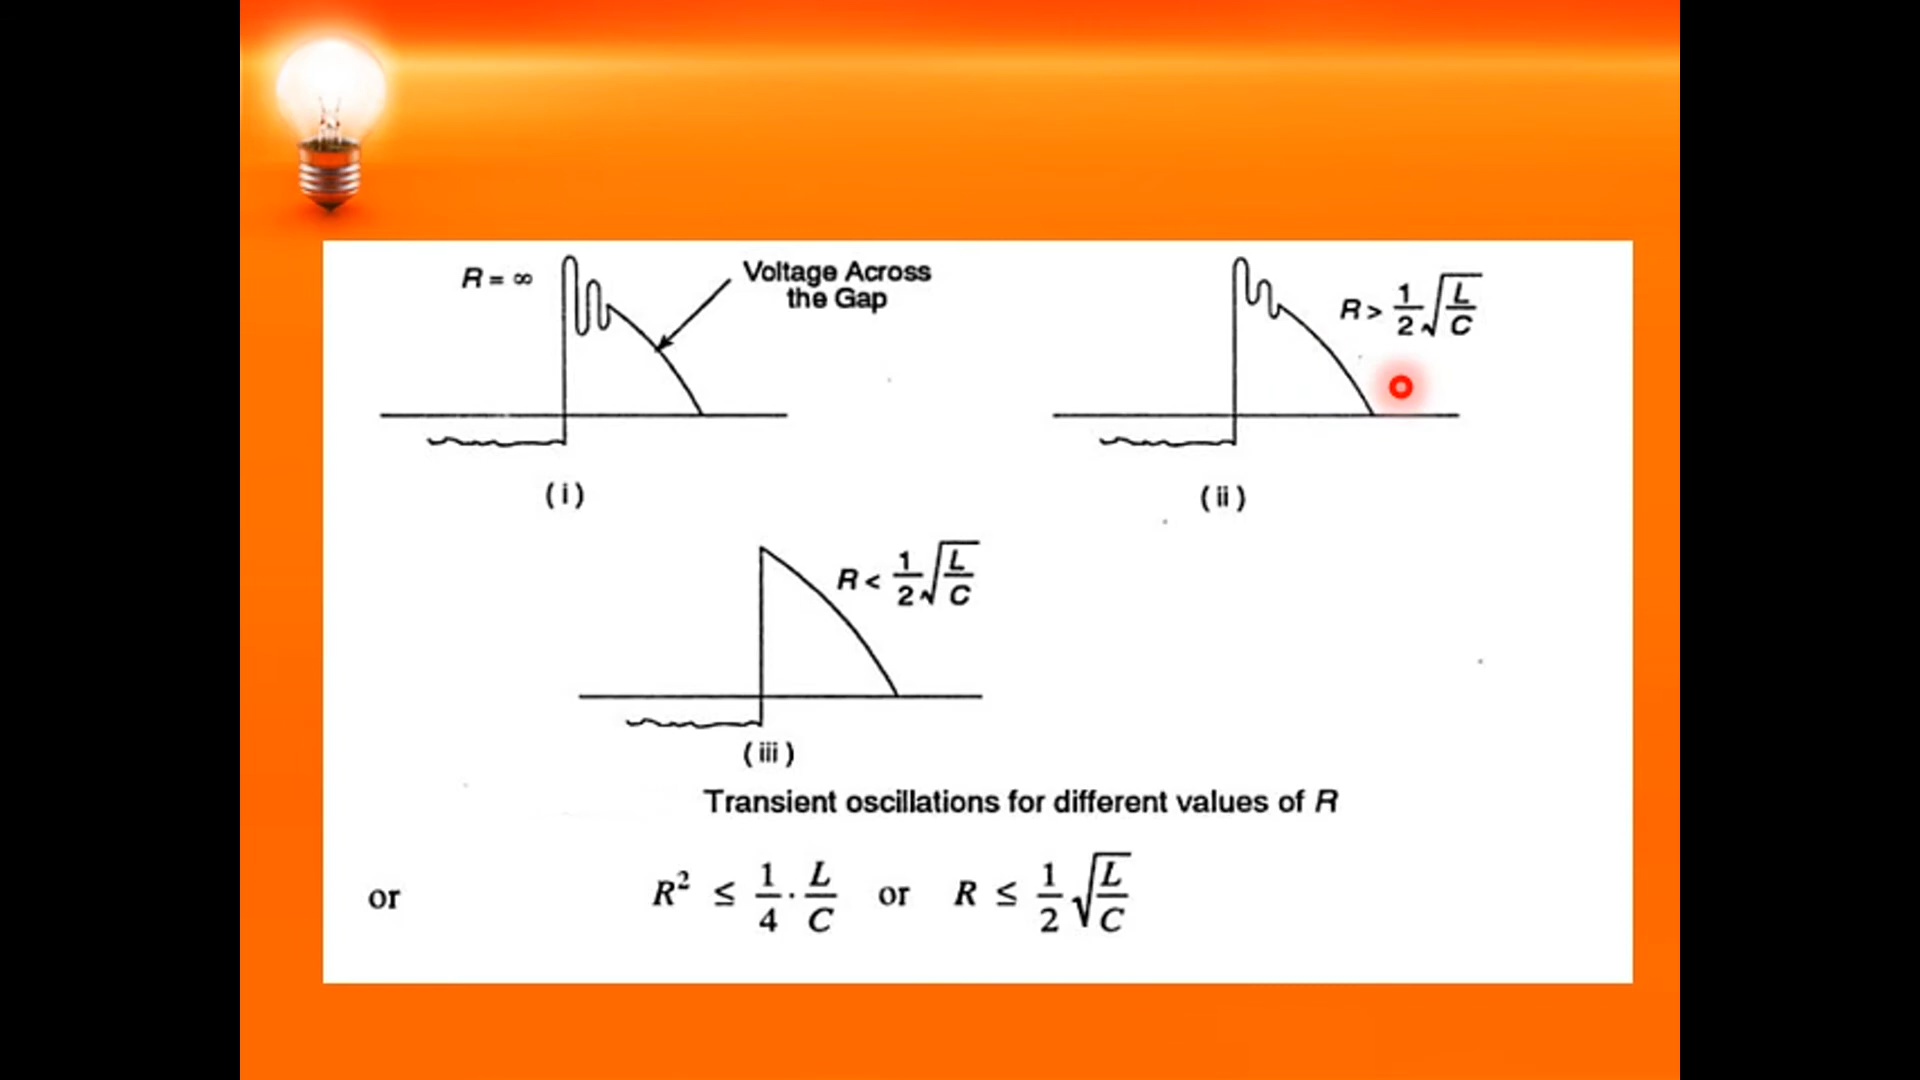 R = ∞
Voltage Across
the Gap
(i)
R > 1/2 √(L/C)
(ii)
R < 1/2 √(L/C)
(iii)
Transient oscillations for different values of R
or R² ≤ 1/4 · L/C or R ≤ 1/2 √(L/C)